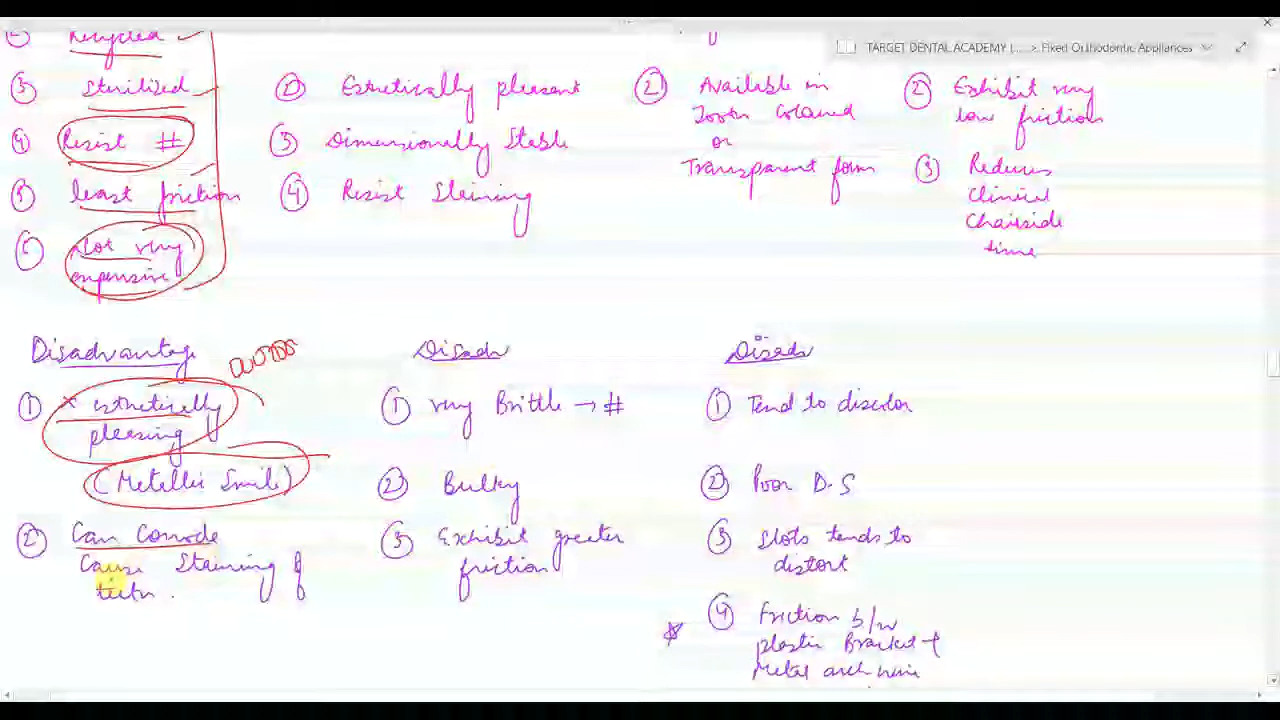 TARGET DENTAL ACADEMY (... > Fixed Orthodontic Appliances
Recycled
③ Sterilized
④ Resist #
⑤ least friction
⑥ Not very
expensive
② Esthetically pleasent
③ Dimensionally Stable
④ Resist Staining
② Available in
Tooth Coloured
or
Transparent form
② Exhibit very
low friction
③ Reduces
Clinical
Chairside
time
Disadvantage
① × esthetically
pleasing
(Metallic Smile)
② Can Corrode
Cause Staining of
teeth.
Disadv
① very Brittle → #
② Bulky
③ Exhibit greater
friction
Disadv
① Tend to discolor
② Poor D.S
③ Slots tends to
distort
④ Friction b/w
plastic Bracket &
Metal arch wire